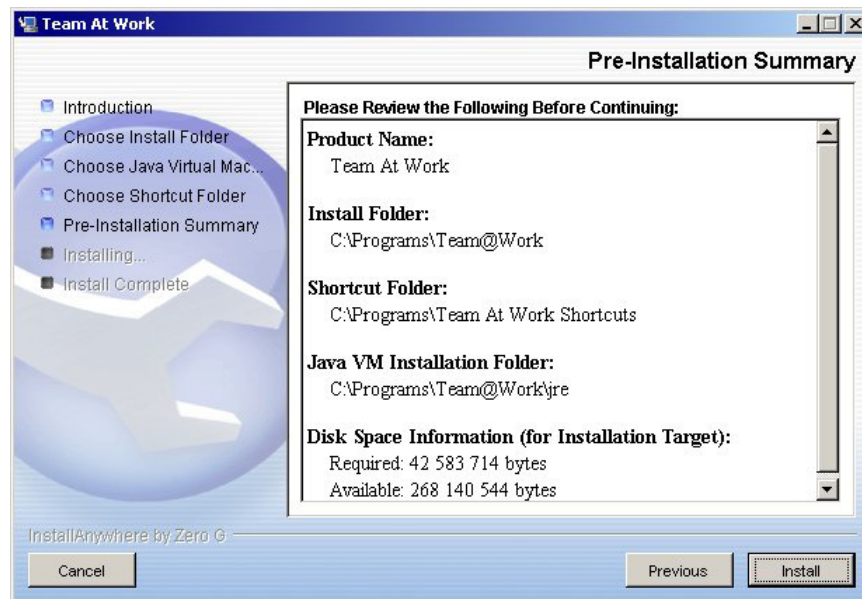 Team At Work
Pre-Installation Summary
Introduction
Choose Install Folder
Choose Java Virtual Mac...
Choose Shortcut Folder
Pre-Installation Summary
Installing...
Install Complete
Please Review the Following Before Continuing:
Product Name:
Team At Work
Install Folder:
C:\Programs\Team@Work
Shortcut Folder:
C:\Programs\Team At Work Shortcuts
Java VM Installation Folder:
C:\Programs\Team@Work\jre
Disk Space Information (for Installation Target):
Required: 42 583 714 bytes
Available: 268 140 544 bytes
InstallAnywhere by Zero G
Cancel
Previous
Install